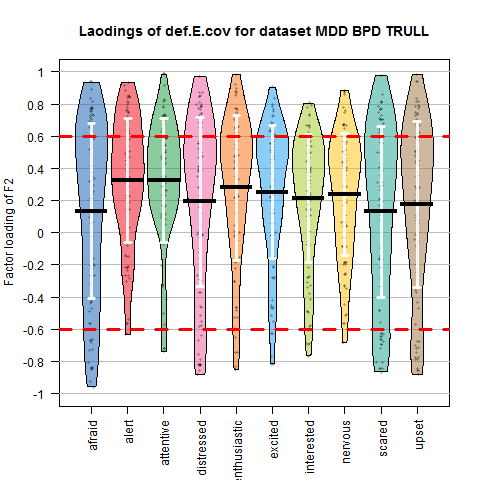 Laodings of def.E.cov for dataset MDD BPD TRULL
Factor loading of F2
1
0.8
0.6
0.4
0.2
0
-0.2
-0.4
-0.6
-0.8
-1
afraid
alert
attentive
distressed
nthusiastic
excited
interested
nervous
scared
upset